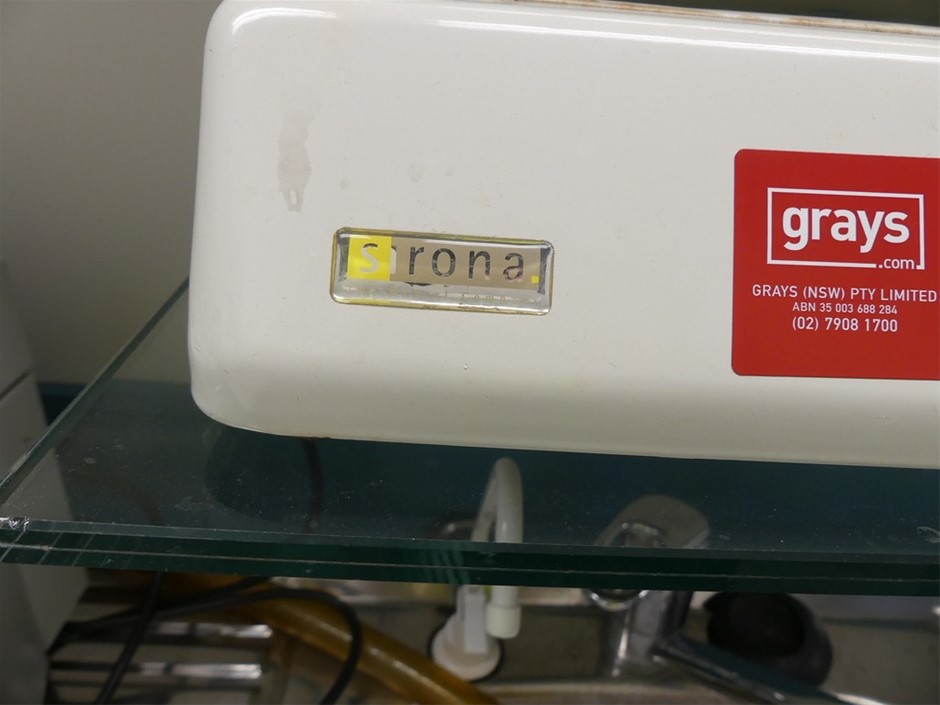 sirona.
grays
.com
GRAYS (NSW) PTY LIMITED
ABN 35 003 688 284
(02) 7908 1700